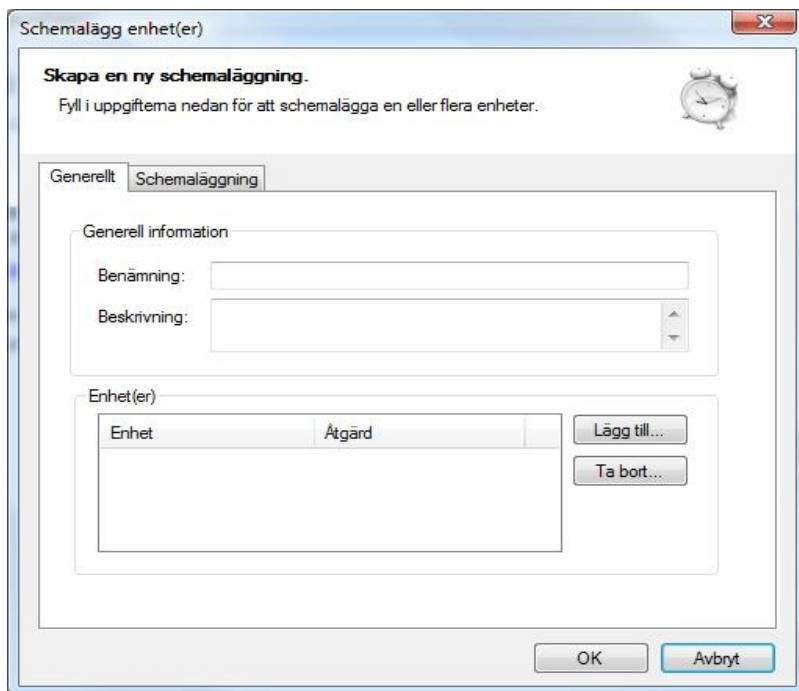 Schemalägg enhet(er)
Skapa en ny schemaläggning.
Fyll i uppgifterna nedan för att schemalägga en eller flera enheter.
Generellt Schemaläggning
Generell information
Benämning:
Beskrivning:
Enhet(er)
Enhet Åtgärd
Lägg till...
Ta bort...
OK Avbryt